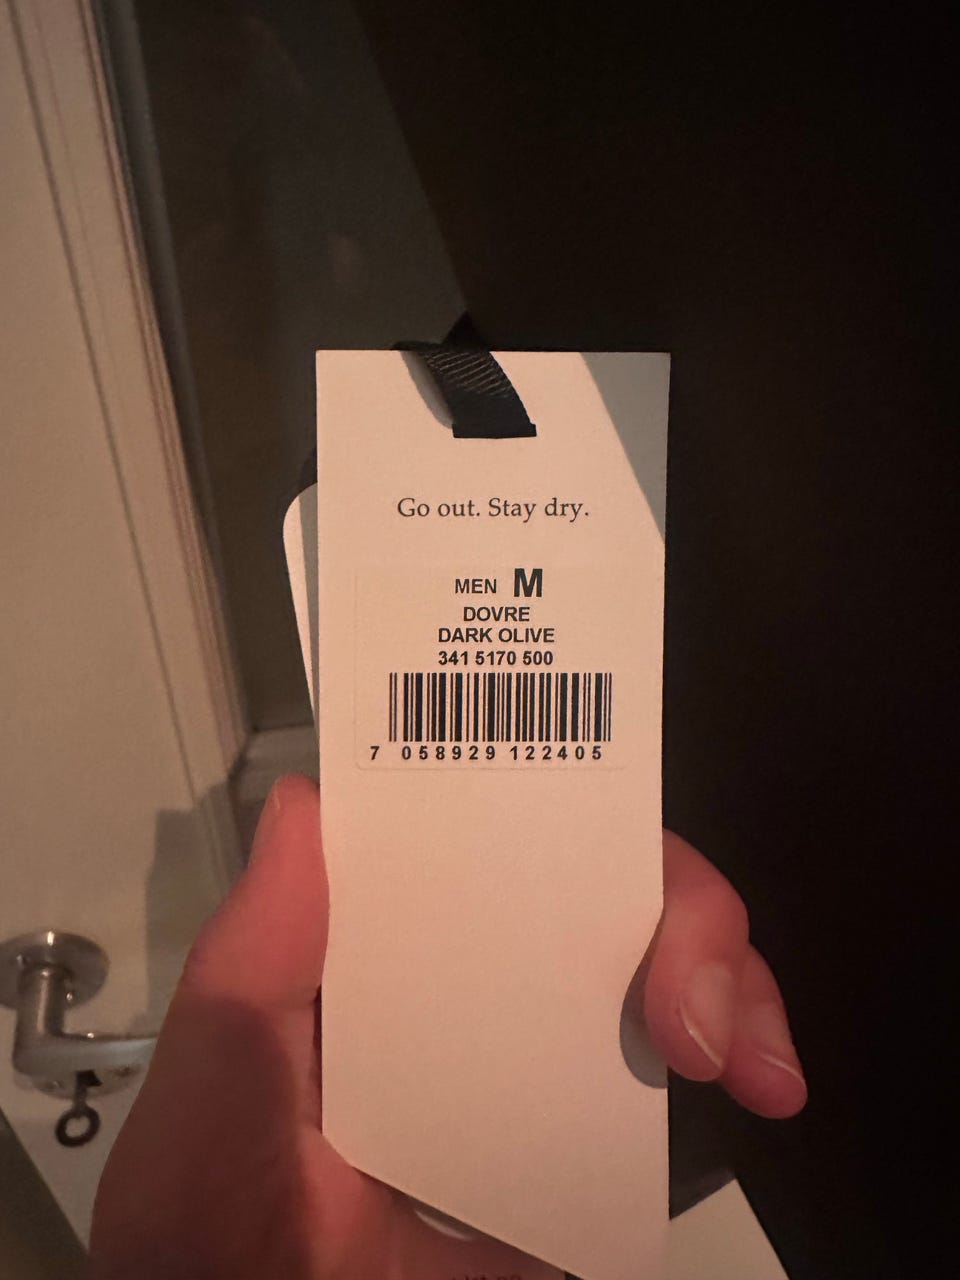 Go out. Stay dry.
MEN M
DOVRE
DARK OLIVE
341 5170 500
7 058929 122405